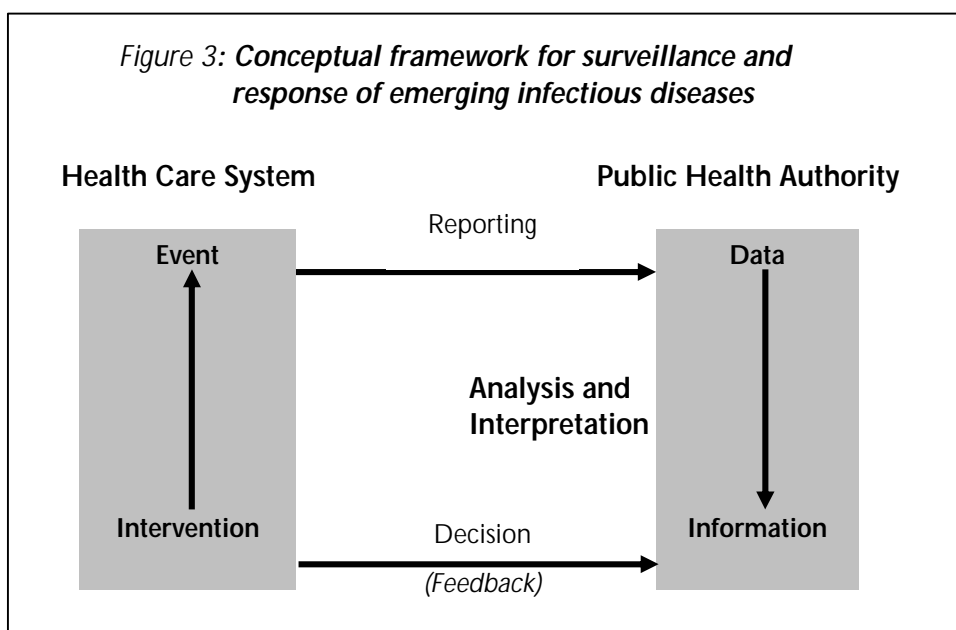 Figure 3: Conceptual framework for surveillance and
response of emerging infectious diseases
Health Care System
Public Health Authority
Reporting
Event
Data
Analysis and
Interpretation
Intervention
Information
Decision
(Feedback)